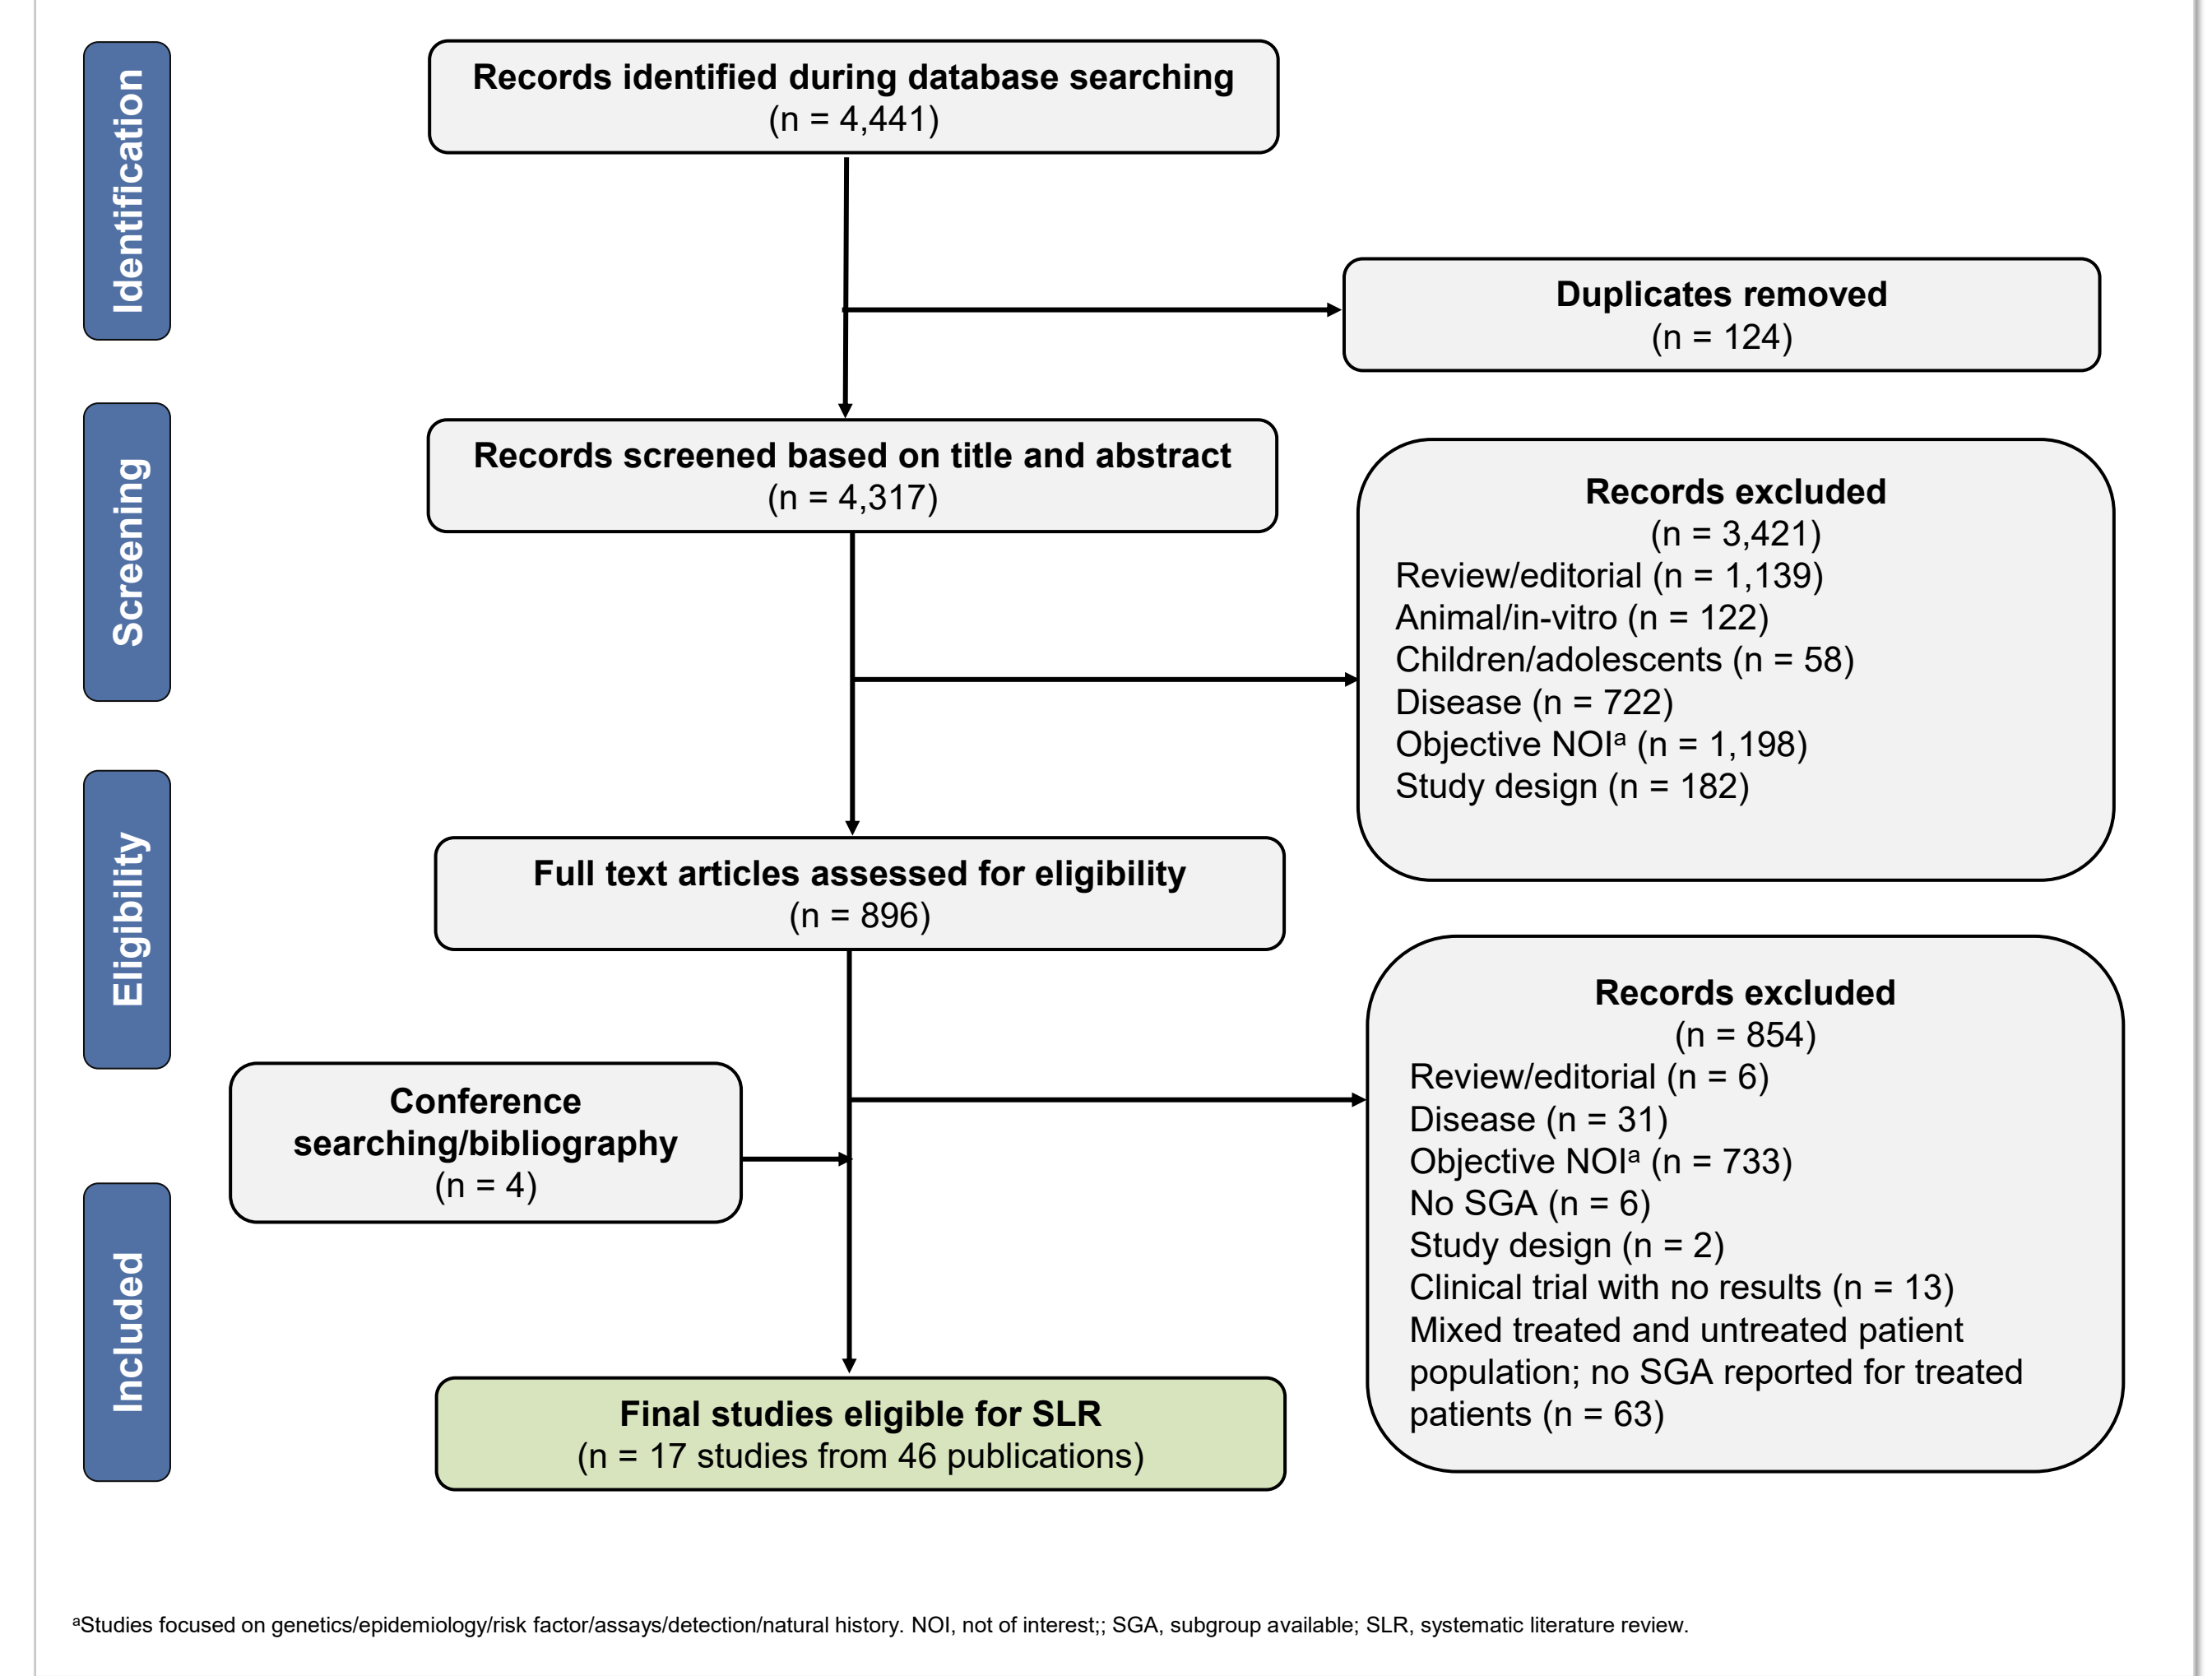 Identification
Records identified during database searching
(n = 4,441)
Duplicates removed
(n = 124)
Screening
Records screened based on title and abstract
(n = 4,317)
Records excluded
(n = 3,421)
Review/editorial (n = 1,139)
Animal/in-vitro (n = 122)
Children/adolescents (n = 58)
Disease (n = 722)
Objective NOIᵃ (n = 1,198)
Study design (n = 182)
Eligibility
Full text articles assessed for eligibility
(n = 896)
Records excluded
(n = 854)
Review/editorial (n = 6)
Disease (n = 31)
Objective NOIᵃ (n = 733)
No SGA (n = 6)
Study design (n = 2)
Clinical trial with no results (n = 13)
Mixed treated and untreated patient
population; no SGA reported for treated
patients (n = 63)
Conference
searching/bibliography
(n = 4)
Included
Final studies eligible for SLR
(n = 17 studies from 46 publications)
ᵃStudies focused on genetics/epidemiology/risk factor/assays/detection/natural history. NOI, not of interest;; SGA, subgroup available; SLR, systematic literature review.